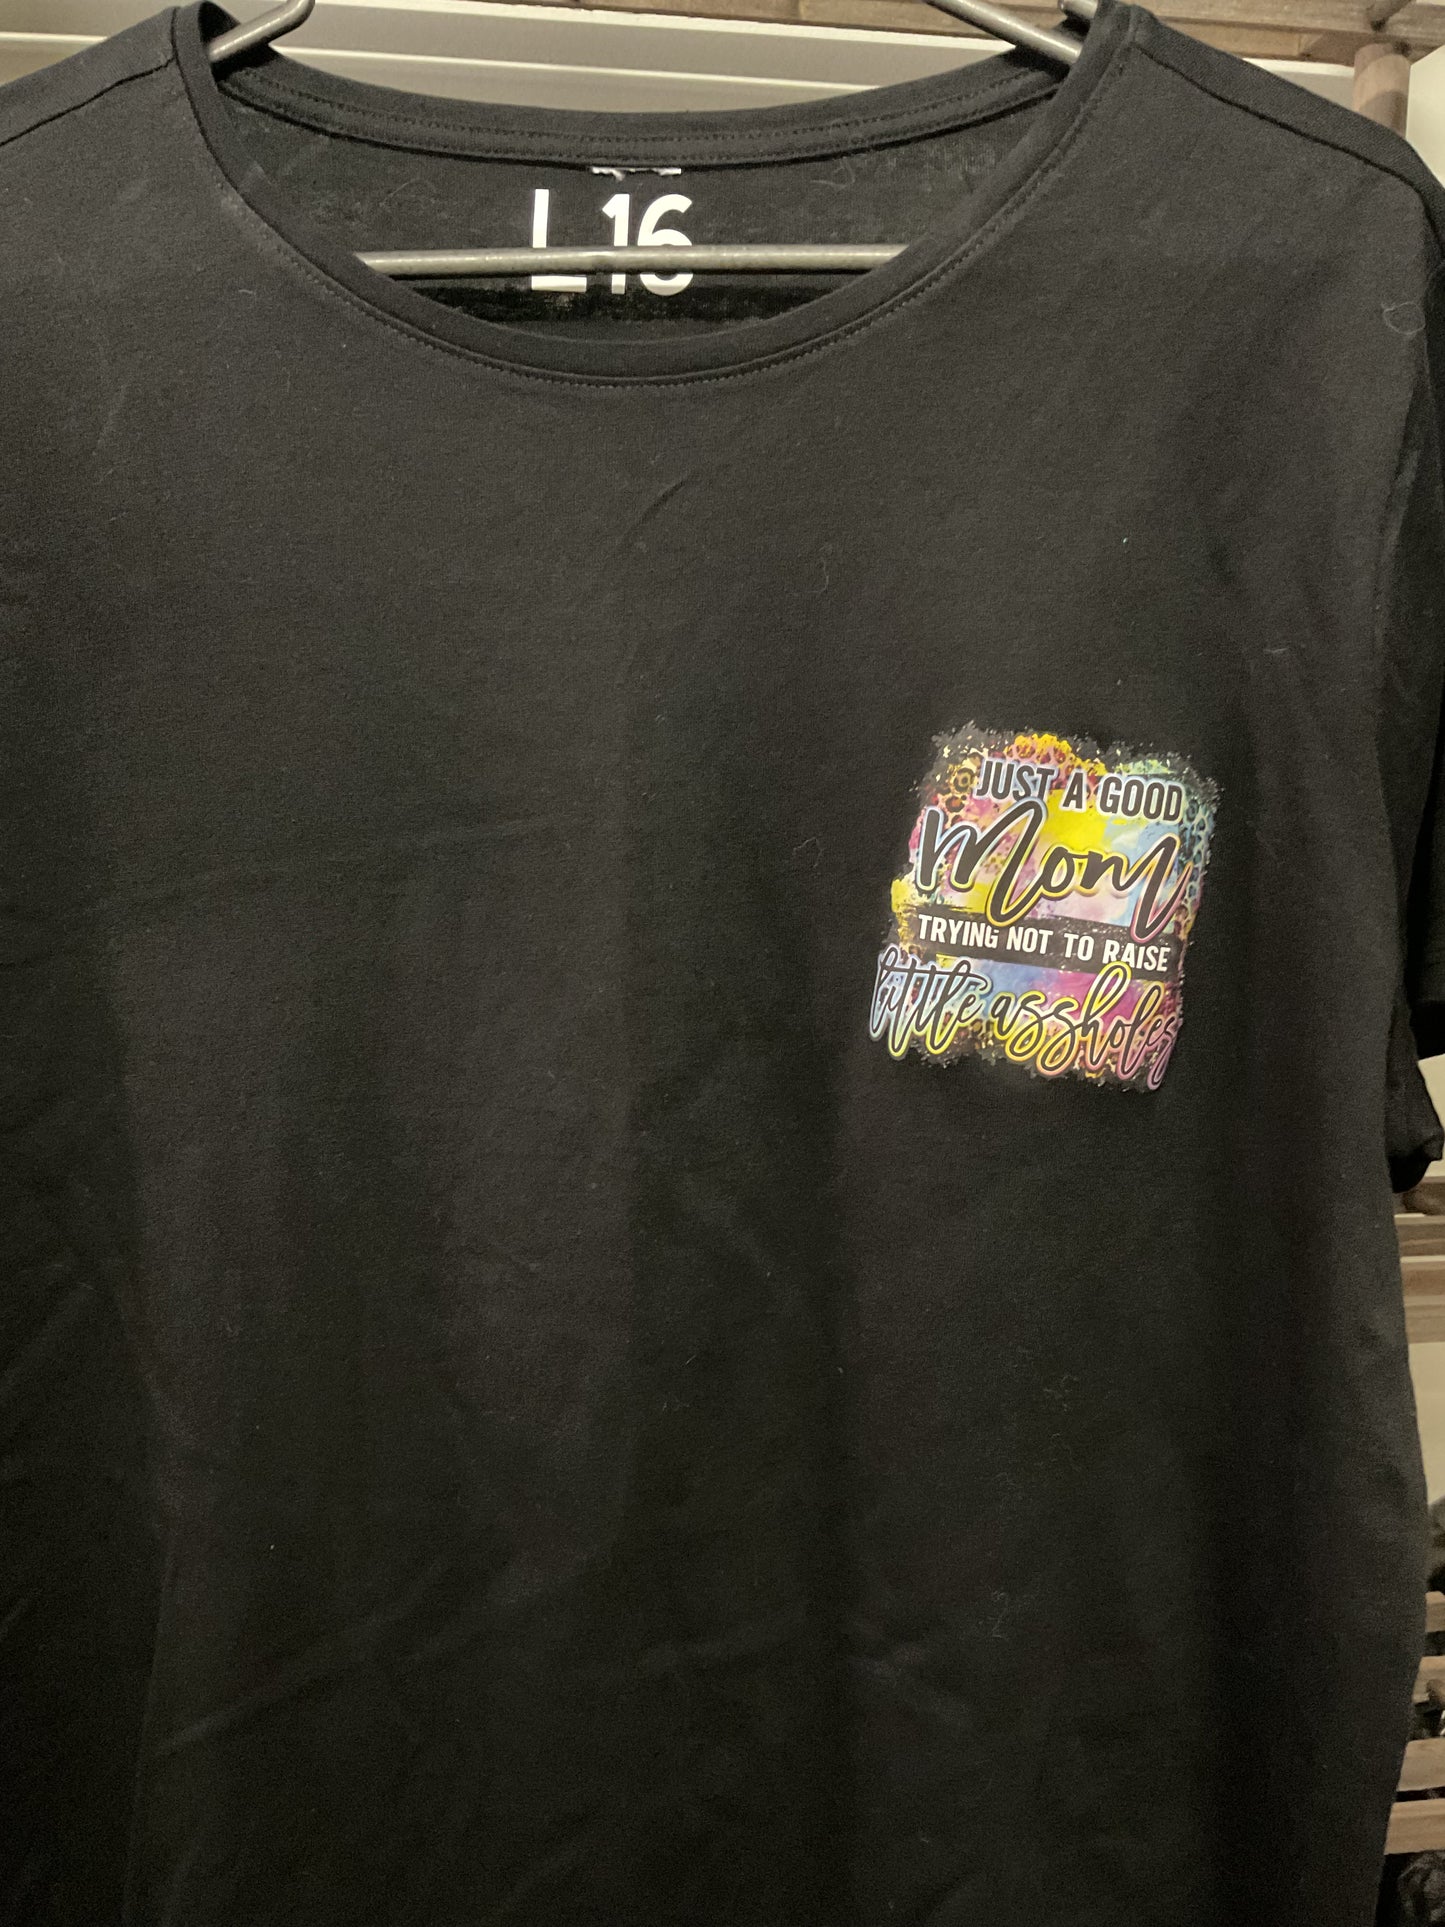 L 16
JUST A GOOD
Mom
TRYING NOT TO RAISE
little assholes